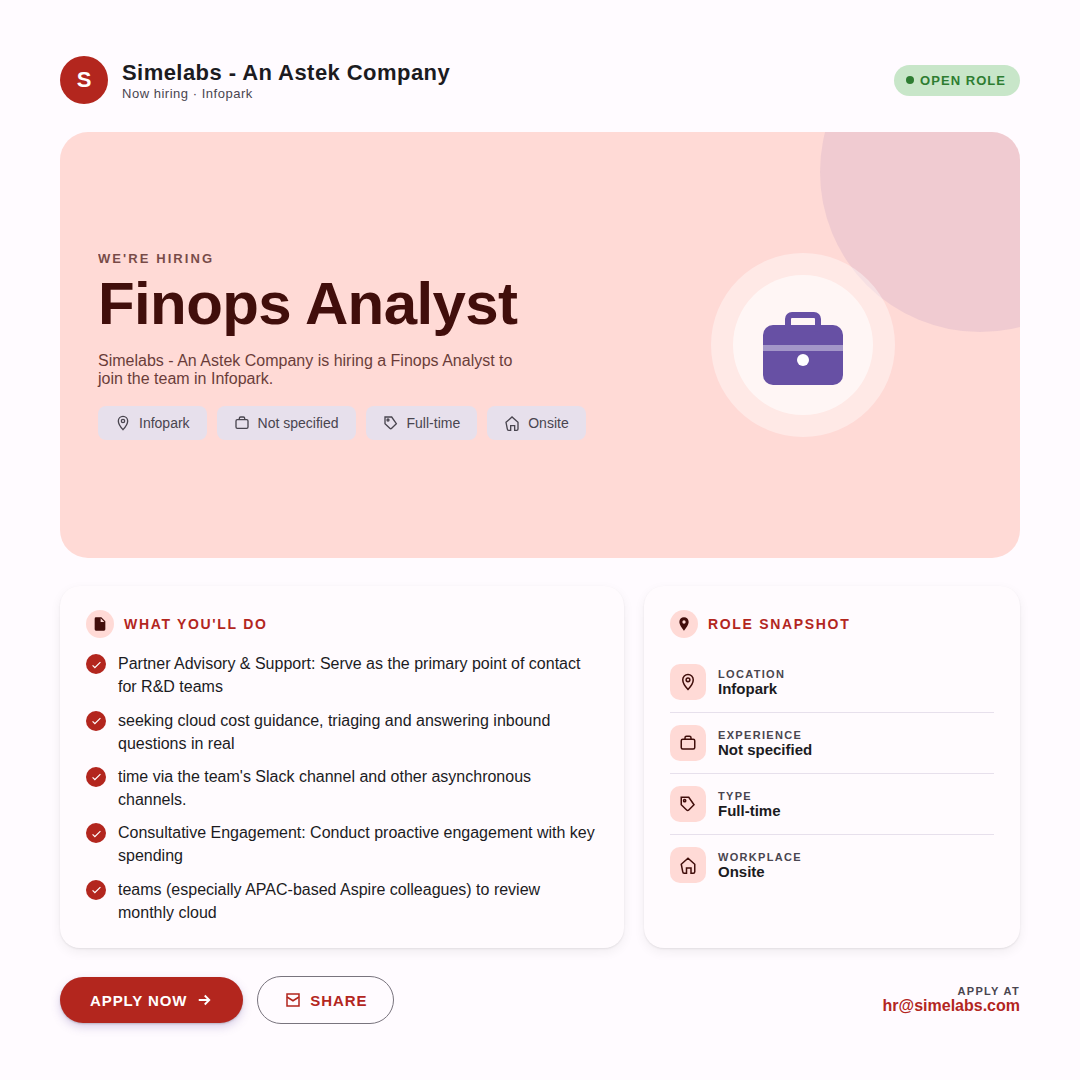 S
Simelabs - An Astek Company
Now hiring · Infopark
OPEN ROLE
WE'RE HIRING
Finops Analyst
Simelabs - An Astek Company is hiring a Finops Analyst to
join the team in Infopark.
Infopark
Not specified
Full-time
Onsite
WHAT YOU'LL DO
Partner Advisory & Support: Serve as the primary point of contact
for R&D teams
seeking cloud cost guidance, triaging and answering inbound
questions in real
time via the team's Slack channel and other asynchronous
channels.
Consultative Engagement: Conduct proactive engagement with key
spending
teams (especially APAC-based Aspire colleagues) to review
monthly cloud
ROLE SNAPSHOT
LOCATION
Infopark
EXPERIENCE
Not specified
TYPE
Full-time
WORKPLACE
Onsite
APPLY NOW
SHARE
APPLY AT
hr@simelabs.com